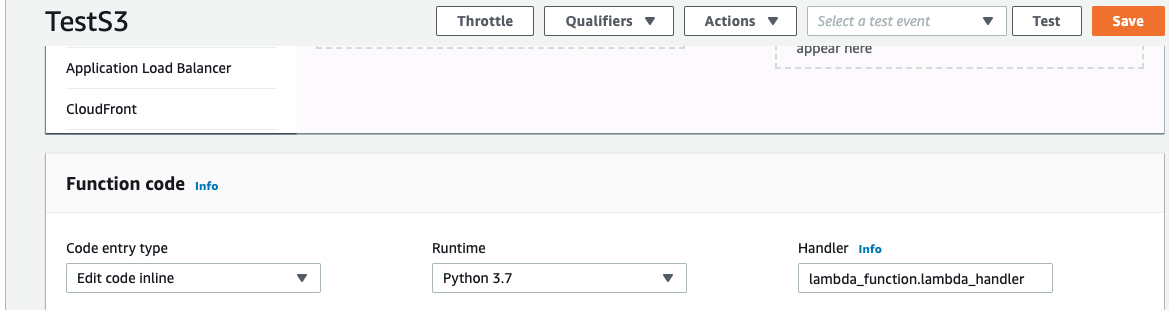 TestS3
Throttle
Qualifiers
Actions
Select a test event
Test
Save
appear here
Application Load Balancer
CloudFront
Function code Info
Code entry type
Runtime
Handler Info
Edit code inline
Python 3.7
lambda_function.lambda_handler